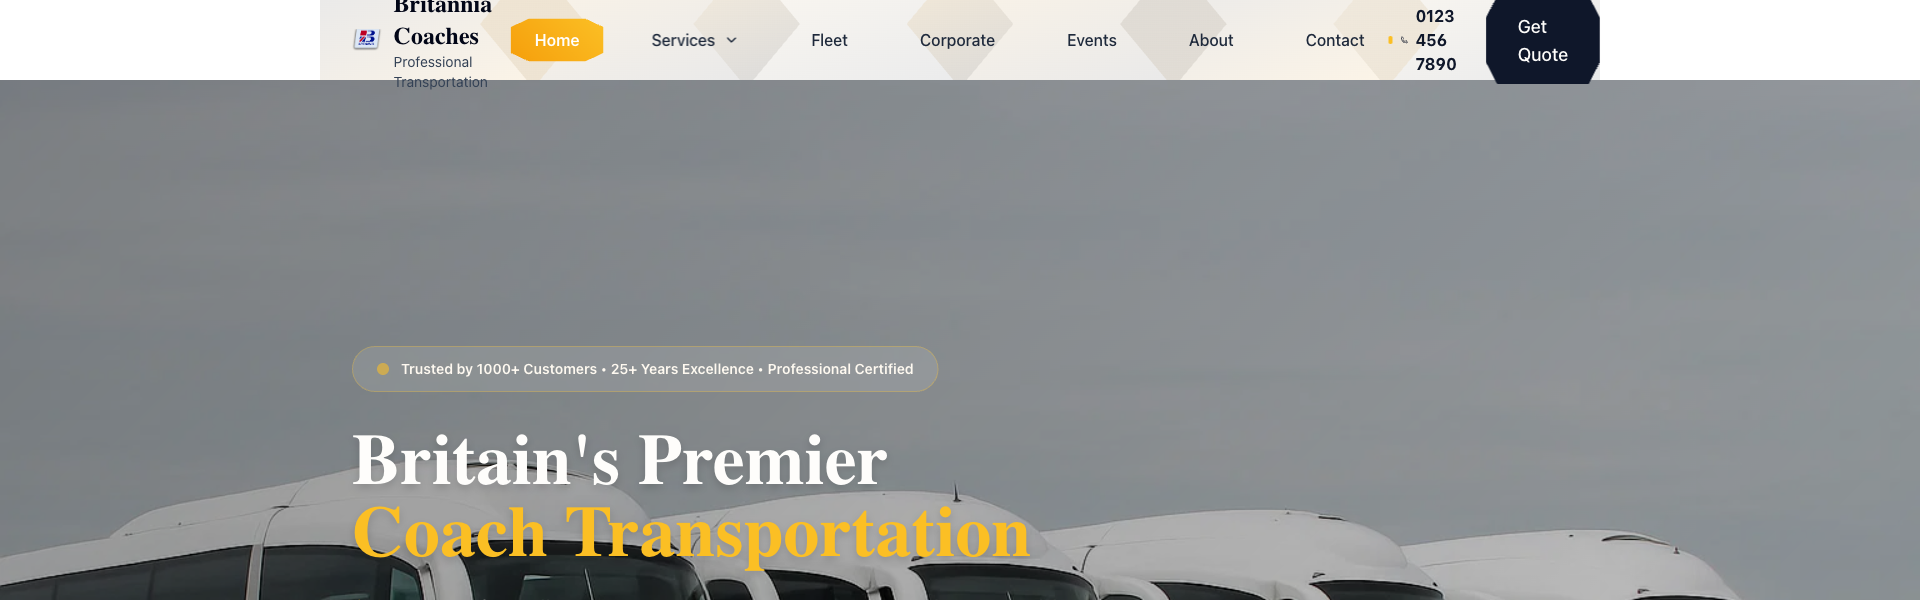 Britannia
Coaches
Professional
Transportation
Home
Services
Fleet
Corporate
Events
About
Contact
0123
456
7890
Get
Quote
Trusted by 1000+ Customers • 25+ Years Excellence • Professional Certified
Britain's Premier
Coach Transportation